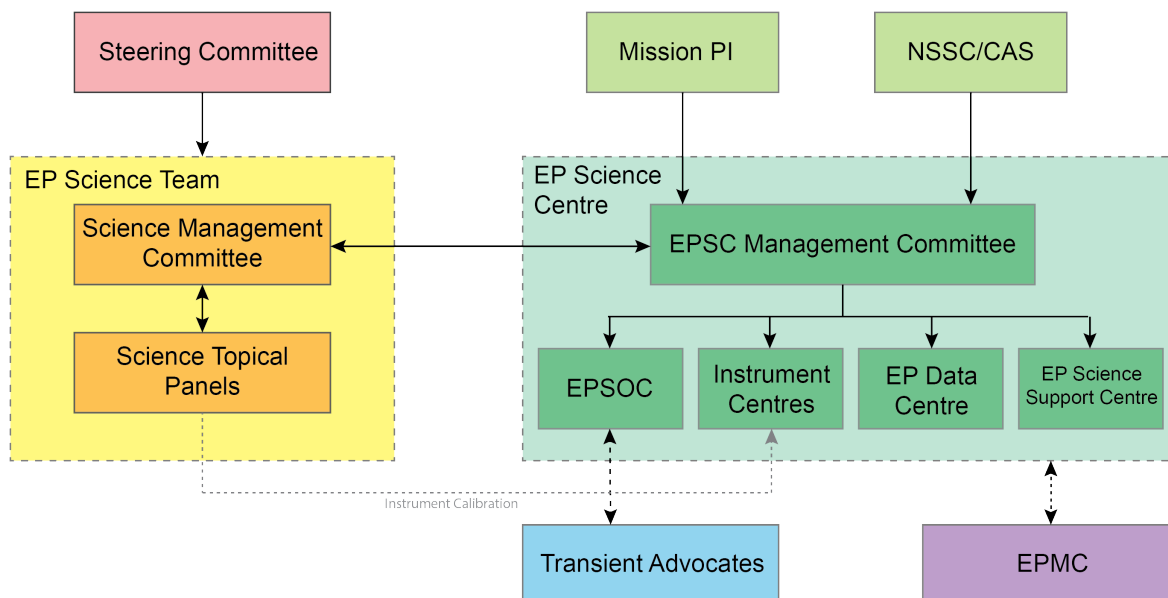 Steering Committee
Mission PI
NSSC/CAS
EP Science Team
Science Management
Committee
Science Topical
Panels
EP Science
Centre
EPSC Management Committee
EPSOC
Instrument
Centres
EP Data
Centre
EP Science
Support Centre
Instrument Calibration
Transient Advocates
EPMC